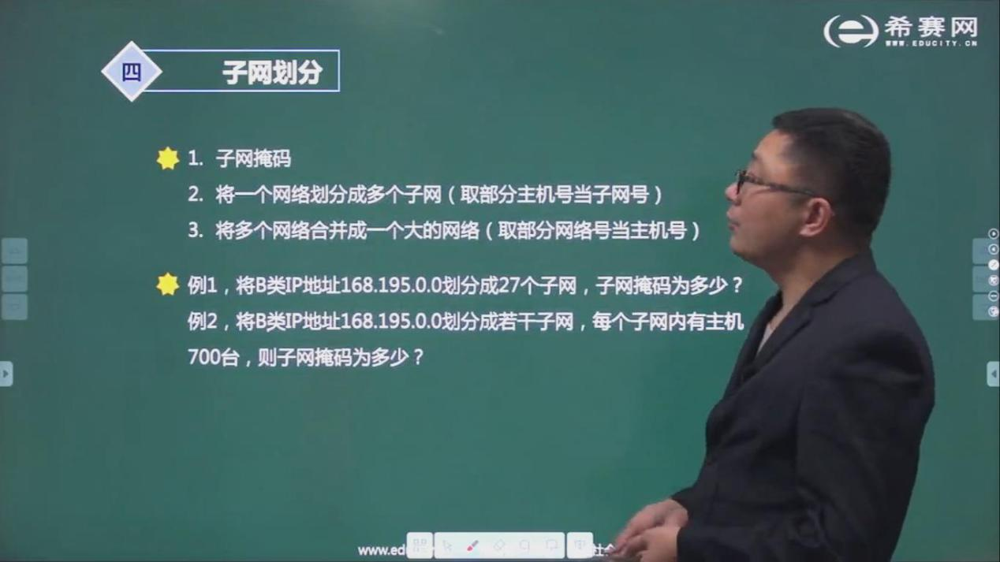 希赛网
WWW.EDUCITY.CN
四
子网划分
1. 子网掩码
2. 将一个网络划分成多个子网（取部分主机号当子网号）
3. 将多个网络合并成一个大的网络（取部分网络号当主机号）
例1，将B类IP地址168.195.0.0划分成27个子网，子网掩码为多少？
例2，将B类IP地址168.195.0.0划分成若干子网，每个子网内有主机
700台，则子网掩码为多少？
www.edu